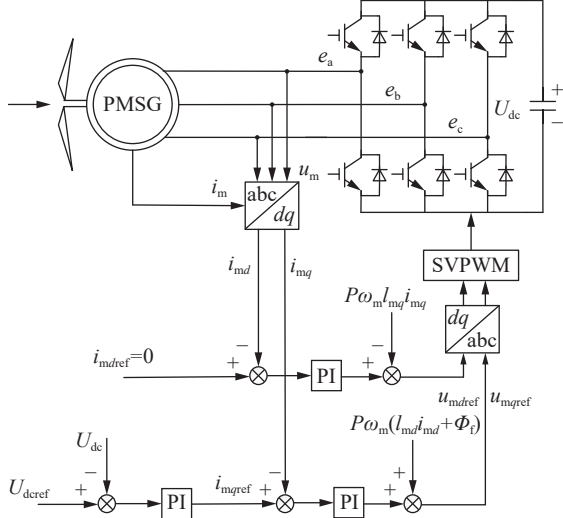 PMSG
e_a
e_b
e_c
U_dc
+
−
i_m
u_m
abc
dq
i_md
i_mq
SVPWM
Pω_m l_mq i_mq
dq
abc
i_mdref=0
+
−
PI
+
−
u_mdref
u_mqref
Pω_m(l_md i_md+Φ_f)
U_dc
U_dcref
+
−
PI
i_mqref
+
−
PI
+
+